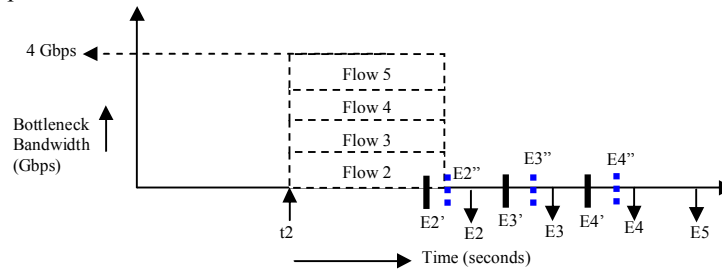 4 Gbps
Flow 5
Flow 4
Flow 3
Flow 2
Bottleneck
Bandwidth
(Gbps)
E2'
E2''
E2
E3'
E3''
E3
E4'
E4''
E4
E5
t2
Time (seconds)